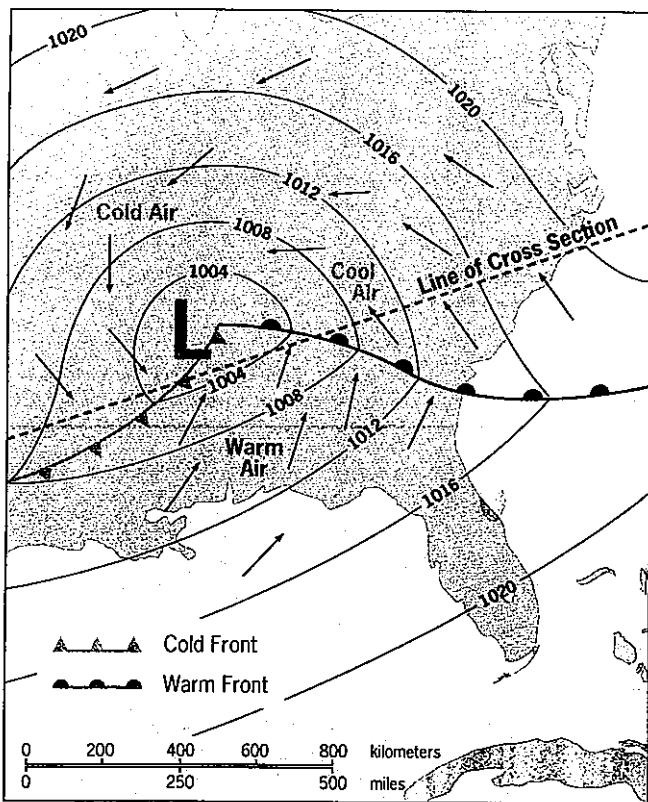 1020
1020
1016
1012
Cold Air
1008
Line of Cross Section
1004
Cool
Air
L
1004
1008
Warm
Air
1012
1016
1020
Cold Front
Warm Front
0 200 400 600 800 kilometers
0 250 500 miles